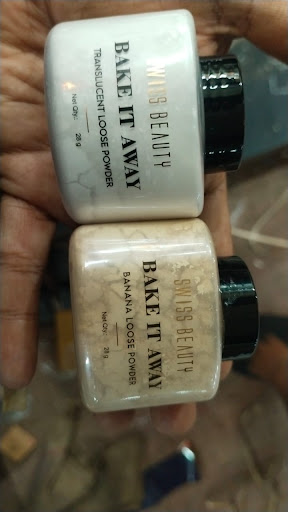 SWISS BEAUTY
BAKE IT AWAY
TRANSLUCENT LOOSE POWDER
Net Qty.: 28 g
SWISS BEAUTY
BAKE IT AWAY
BANANA LOOSE POWDER
Net Qty.: 28 g